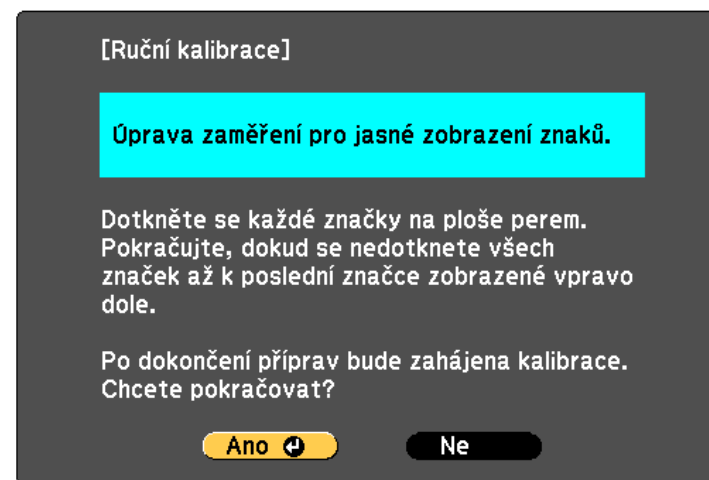 [Ruční kalibrace]
Úprava zaměření pro jasné zobrazení znaků.
Dotkněte se každé značky na ploše perem.
Pokračujte, dokud se nedotknete všech
značek až k poslední značce zobrazené vpravo
dole.
Po dokončení příprav bude zahájena kalibrace.
Chcete pokračovat?
Ano
Ne